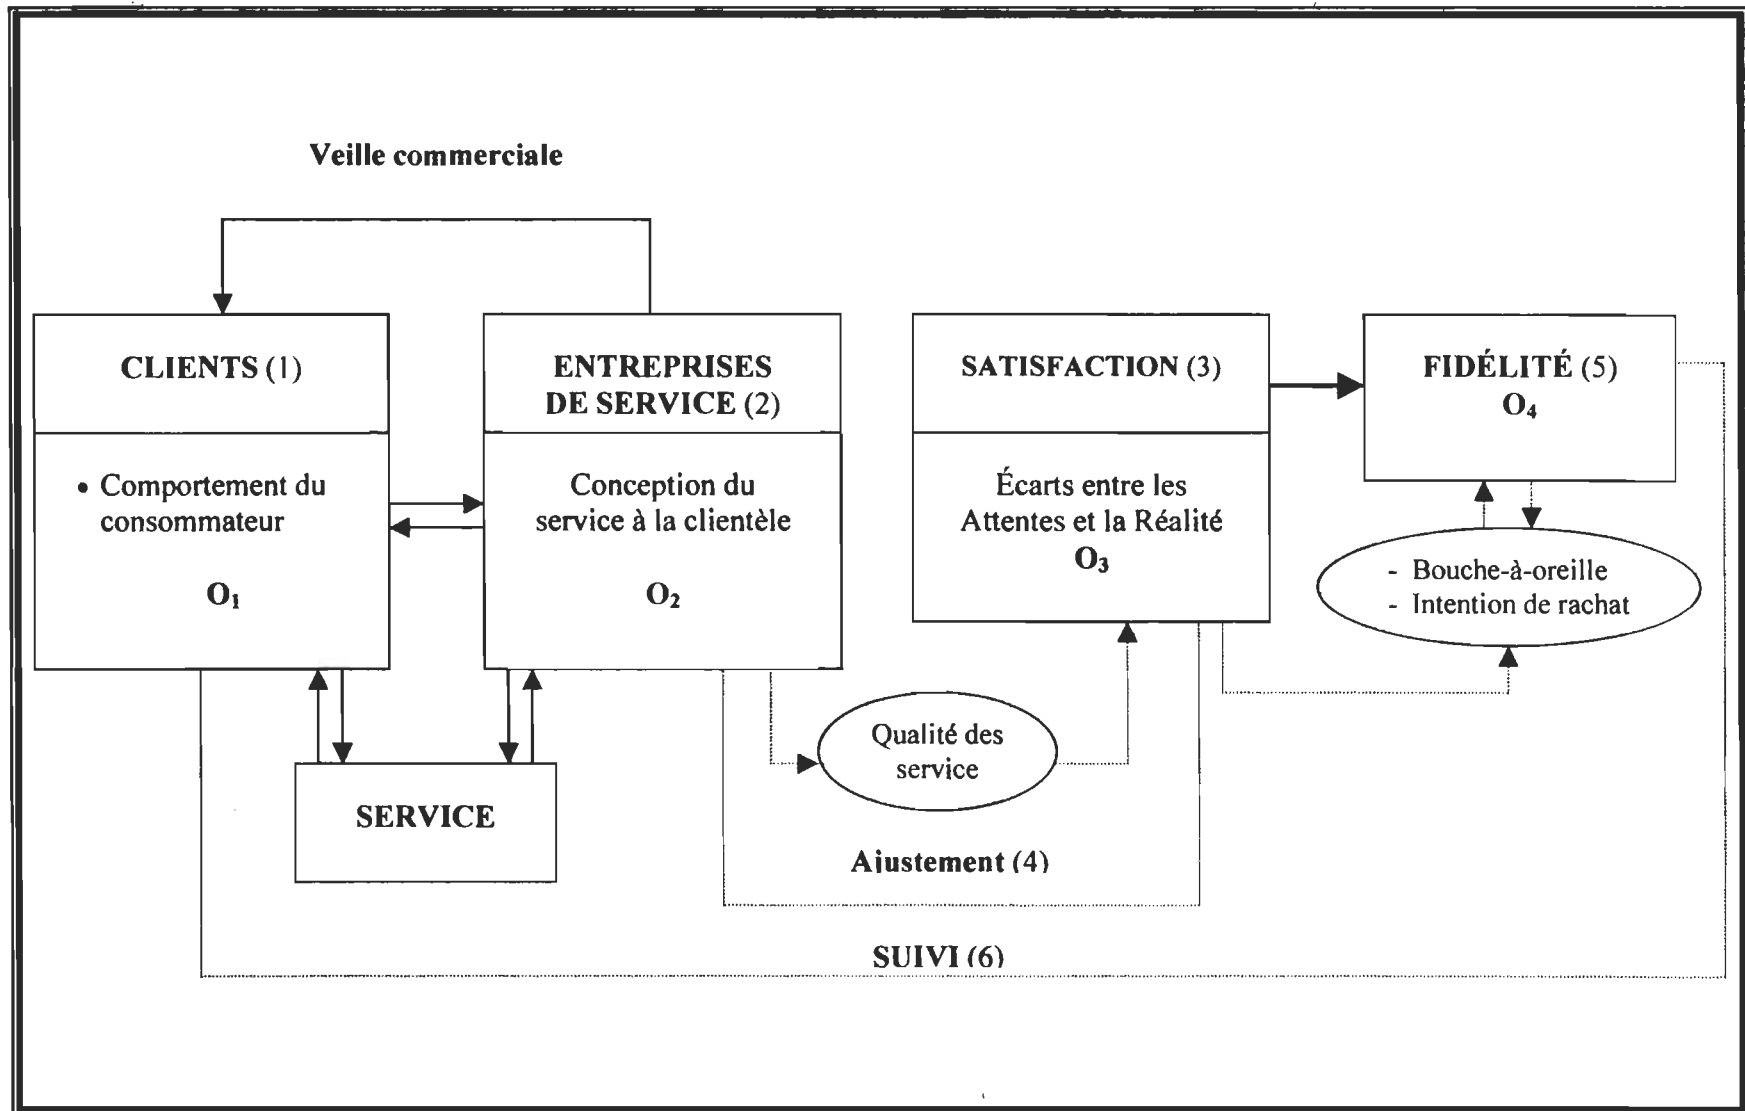 Veille commerciale
CLIENTS (1)
• Comportement du
consommateur
O₁
ENTREPRISES
DE SERVICE (2)
Conception du
service à la clientèle
O₂
SERVICE
SATISFACTION (3)
Écarts entre les
Attentes et la Réalité
O₃
FIDÉLITÉ (5)
O₄
- Bouche-à-oreille
- Intention de rachat
Qualité des
service
Ajustement (4)
SUIVI (6)